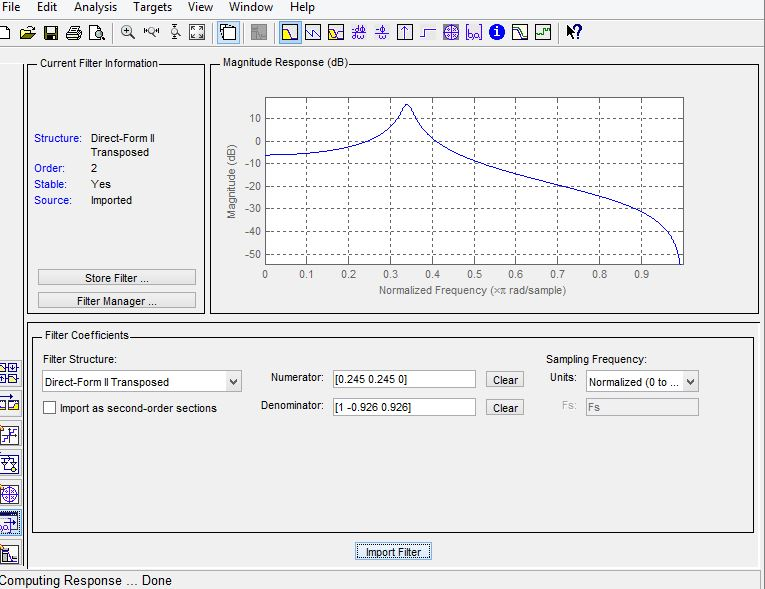 File Edit Analysis Targets View Window Help
Current Filter Information
Structure: Direct-Form II
Transposed
Order: 2
Stable: Yes
Source: Imported
Store Filter ...
Filter Manager ...
Magnitude Response (dB)
Magnitude (dB)
10
0
-10
-20
-30
-40
-50
0 0.1 0.2 0.3 0.4 0.5 0.6 0.7 0.8 0.9
Normalized Frequency (×π rad/sample)
Filter Coefficients
Filter Structure:
Direct-Form II Transposed
Import as second-order sections
Numerator: [0.245 0.245 0] Clear
Denominator: [1 -0.926 0.926] Clear
Sampling Frequency:
Units: Normalized (0 to ...
Fs: Fs
Import Filter
Computing Response ... Done